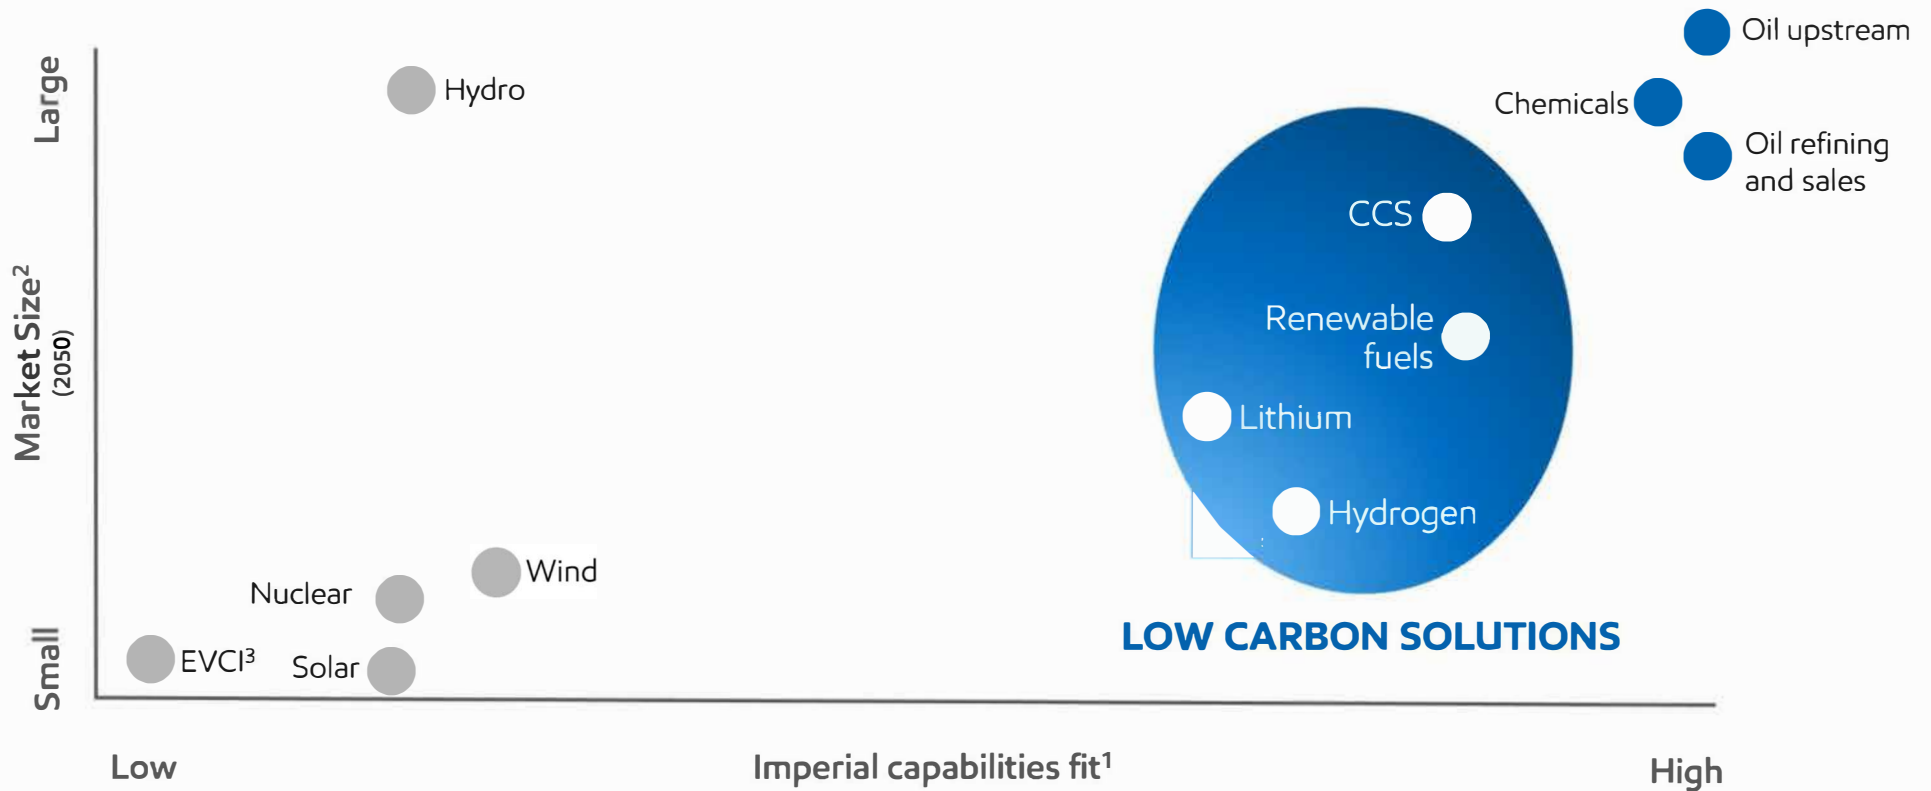 Oil upstream
Large
Hydro
Chemicals
Oil refining
and sales
CCS
Market Size²
(2050)
Renewable
fuels
Lithium
Hydrogen
Wind
Nuclear
LOW CARBON SOLUTIONS
Small
EVCI³
Solar
Low
Imperial capabilities fit¹
High